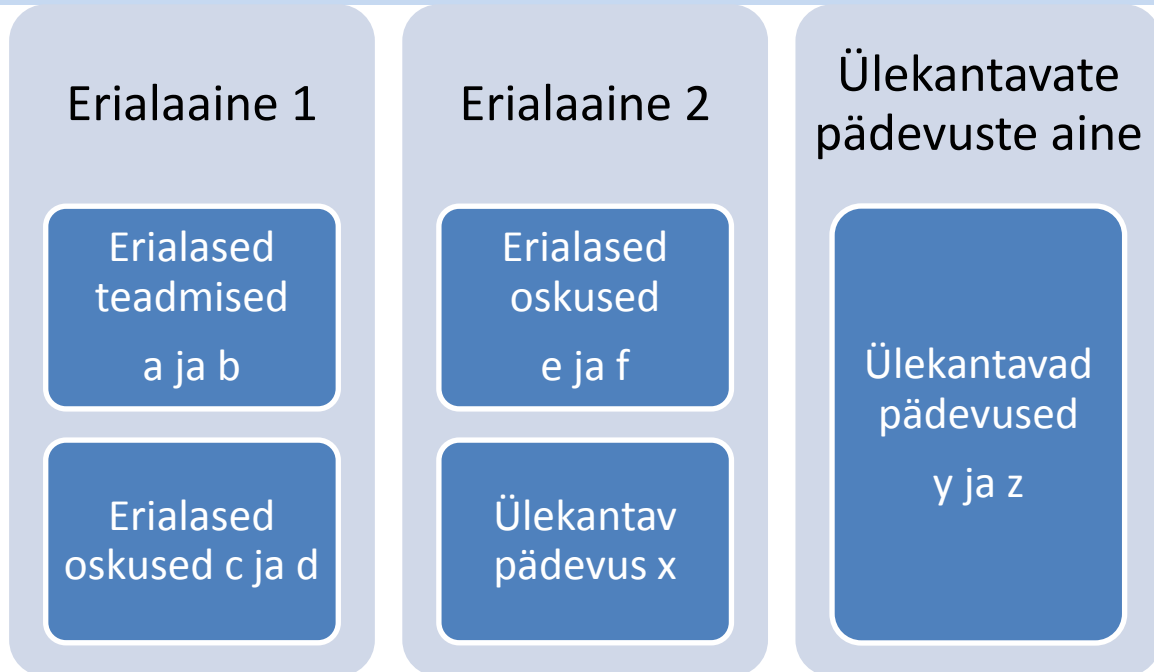 Erialaaine 1
Erialased
teadmised
a ja b
Erialased
oskused c ja d
Erialaaine 2
Erialased
oskused
e ja f
Ülekantav
pädevus x
Ülekantavate
pädevuste aine
Ülekantavad
pädevused
y ja z